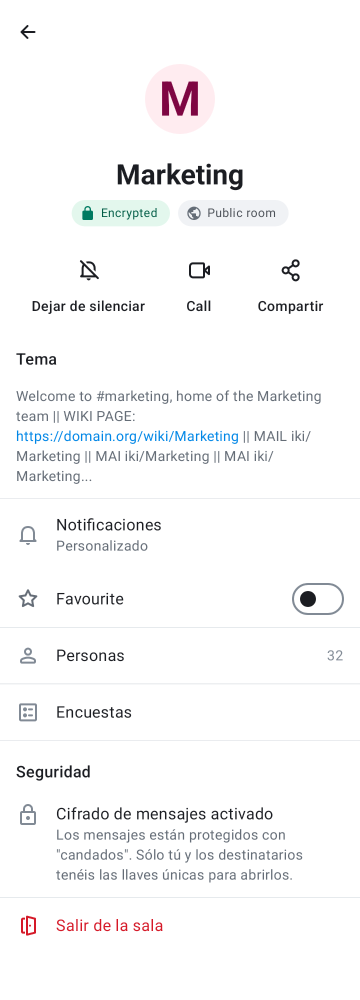 M
Marketing
Encrypted
Public room
Dejar de silenciar
Call
Compartir
Tema
Welcome to #marketing, home of the Marketing
team || WIKI PAGE:
https://domain.org/wiki/Marketing || MAIL iki/
Marketing || MAI iki/Marketing || MAI iki/
Marketing...
Notificaciones
Personalizado
Favourite
Personas
32
Encuestas
Seguridad
Cifrado de mensajes activado
Los mensajes están protegidos con
"candados". Sólo tú y los destinatarios
tenéis las llaves únicas para abrirlos.
Salir de la sala